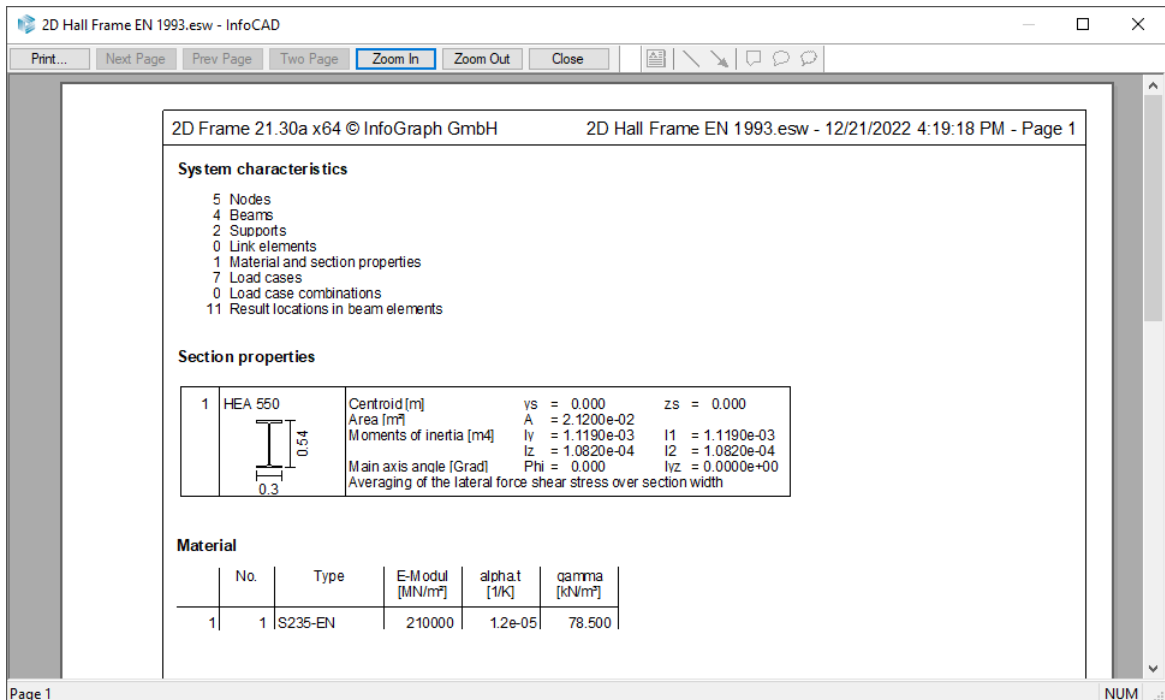 2D Hall Frame EN 1993.esw - InfoCAD
Print... Next Page Prev Page Two Page Zoom In Zoom Out Close
2D Frame 21.30a x64 © InfoGraph GmbH 2D Hall Frame EN 1993.esw - 12/21/2022 4:19:18 PM - Page 1
System characteristics
5 Nodes
4 Beams
2 Supports
0 Link elements
1 Material and section properties
7 Load cases
0 Load case combinations
11 Result locations in beam elements
Section properties
1 HEA 550 Centroid [m] ys = 0.000 zs = 0.000
Area [m²] A = 2.1200e-02
Moments of inertia [m4] Iy = 1.1190e-03 I1 = 1.1190e-03
0.54
Iz = 1.0820e-04 I2 = 1.0820e-04
Main axis angle [Grad] Phi = 0.000 Iyz = 0.0000e+00
Averaging of the lateral force shear stress over section width
0.3
Material
No. Type E-Modul alpha.t gamma
[MN/m²] [1/K] [kN/m³]
1 1 S235-EN 210000 1.2e-05 78.500
Page 1 NUM